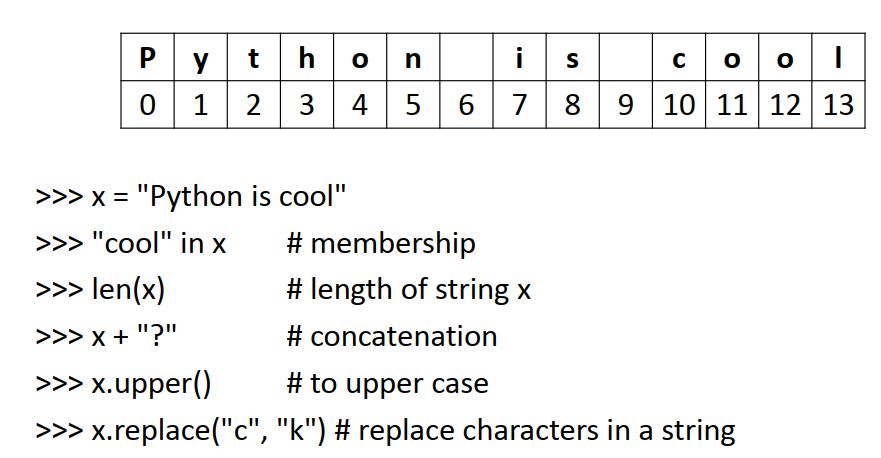 P y t h o n i s c o o l
0 1 2 3 4 5 6 7 8 9 10 11 12 13
>>> x = "Python is cool"
>>> "cool" in x # membership
>>> len(x) # length of string x
>>> x + "?" # concatenation
>>> x.upper() # to upper case
>>> x.replace("c", "k") # replace characters in a string